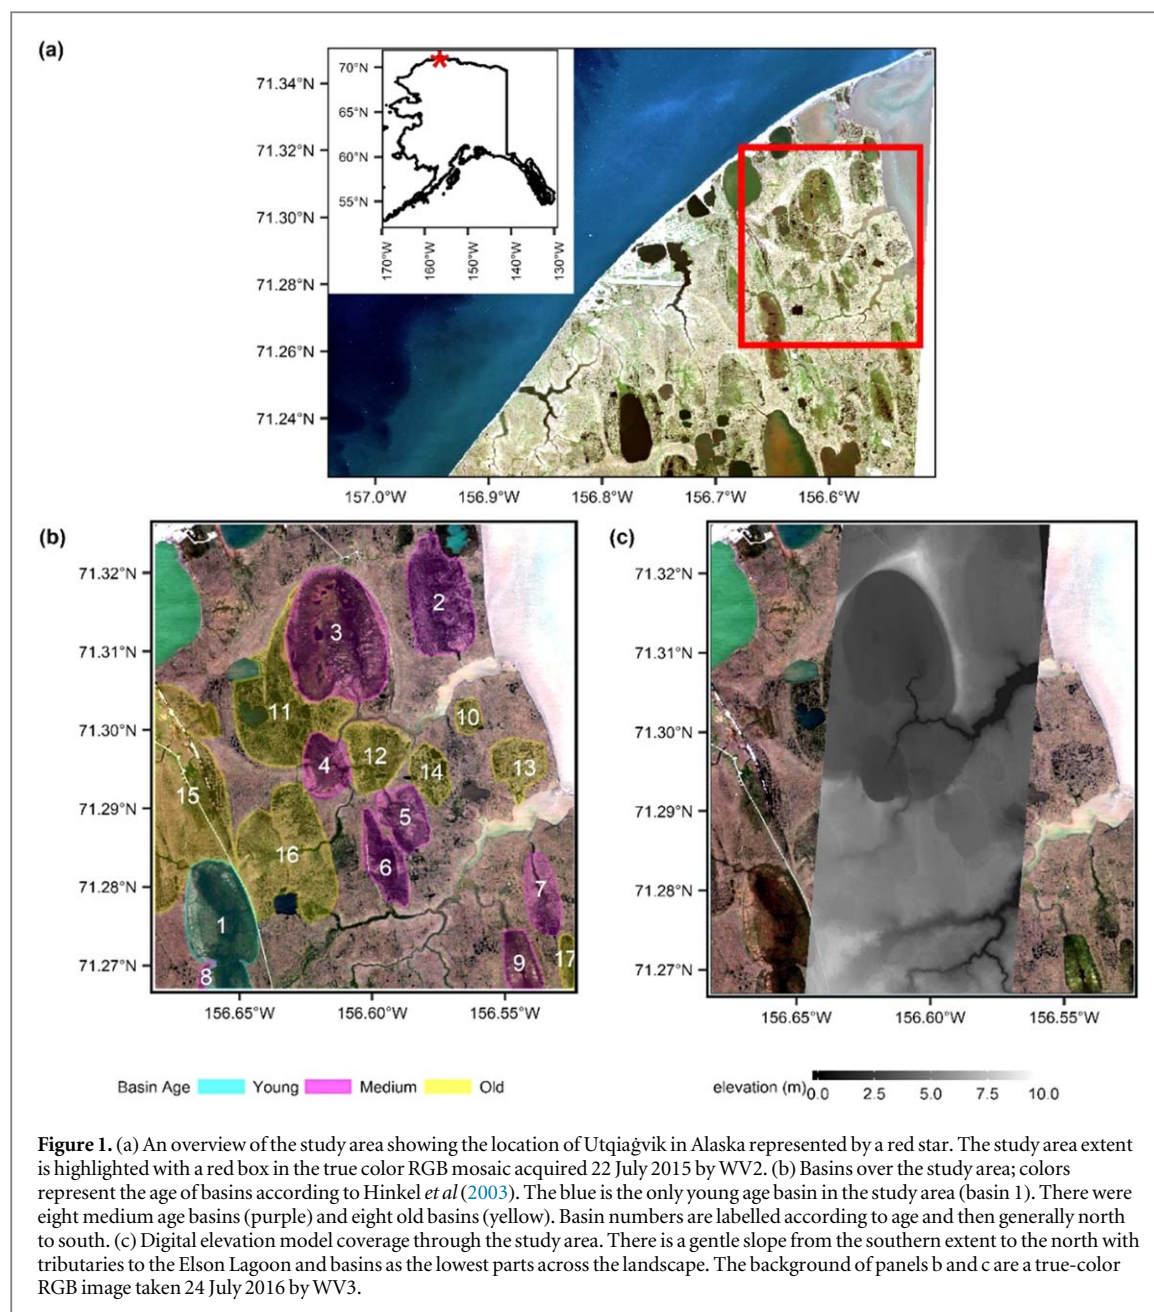 (a)
70°N
65°N
60°N
55°N
170°W
160°W
150°W
140°W
130°W
71.34°N
71.32°N
71.30°N
71.28°N
71.26°N
71.24°N
157.0°W 156.9°W 156.8°W 156.7°W 156.6°W
(b)
71.32°N
71.31°N
71.30°N
71.29°N
71.28°N
71.27°N
2
3
11
10
4
12
14
13
15
5
16
6
7
1
8
9
17
156.65°W 156.60°W 156.55°W
(c)
71.32°N
71.31°N
71.30°N
71.29°N
71.28°N
71.27°N
156.65°W 156.60°W 156.55°W
Basin Age Young Medium Old
elevation (m) 0.0 2.5 5.0 7.5 10.0
Figure 1. (a) An overview of the study area showing the location of Utqiaġvik in Alaska represented by a red star. The study area extent
is highlighted with a red box in the true color RGB mosaic acquired 22 July 2015 by WV2. (b) Basins over the study area; colors
represent the age of basins according to Hinkel et al (2003). The blue is the only young age basin in the study area (basin 1). There were
eight medium age basins (purple) and eight old basins (yellow). Basin numbers are labelled according to age and then generally north
to south. (c) Digital elevation model coverage through the study area. There is a gentle slope from the southern extent to the north with
tributaries to the Elson Lagoon and basins as the lowest parts across the landscape. The background of panels b and c are a true-color
RGB image taken 24 July 2016 by WV3.